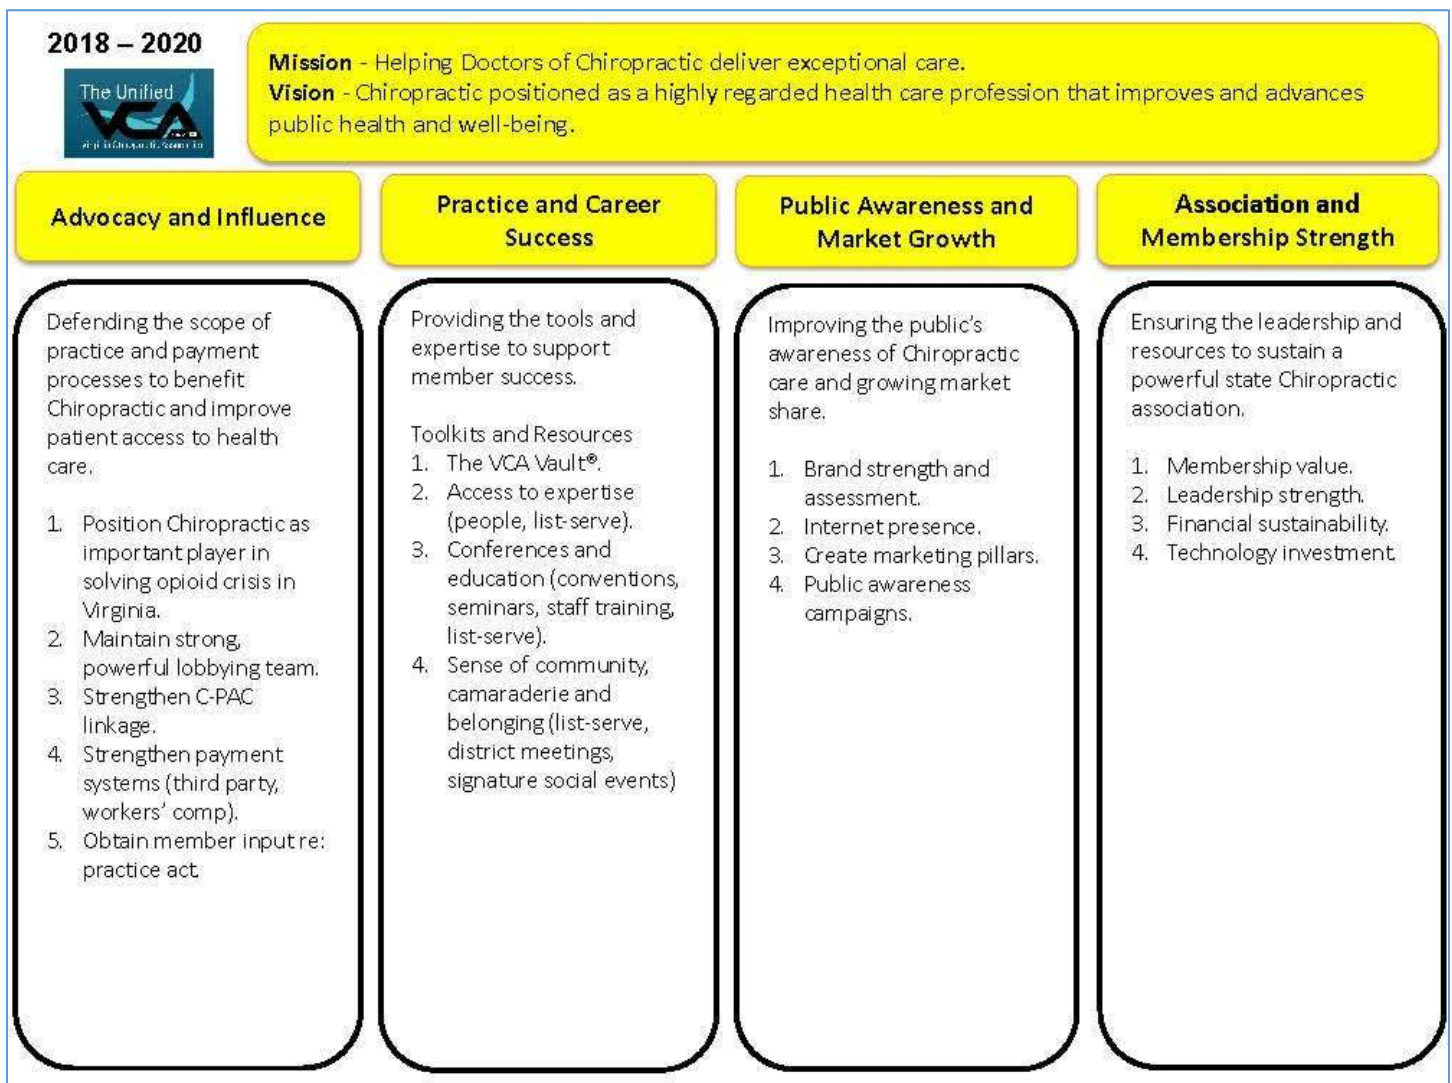 2018 – 2020
The Unified
VCA
Virginia Chiropractic Association
Mission - Helping Doctors of Chiropractic deliver exceptional care.
Vision - Chiropractic positioned as a highly regarded health care profession that improves and advances
public health and well-being.
Advocacy and Influence
Defending the scope of
practice and payment
processes to benefit
Chiropractic and improve
patient access to health
care.
1. Position Chiropractic as
important player in
solving opioid crisis in
Virginia.
2. Maintain strong,
powerful lobbying team.
3. Strengthen C-PAC
linkage.
4. Strengthen payment
systems (third party,
workers’ comp).
5. Obtain member input re:
practice act.
Practice and Career
Success
Providing the tools and
expertise to support
member success.
Toolkits and Resources
1. The VCA Vault®.
2. Access to expertise
(people, list-serve).
3. Conferences and
education (conventions,
seminars, staff training,
list-serve).
4. Sense of community,
camaraderie and
belonging (list-serve,
district meetings,
signature social events)
Public Awareness and
Market Growth
Improving the public’s
awareness of Chiropractic
care and growing market
share.
1. Brand strength and
assessment.
2. Internet presence.
3. Create marketing pillars.
4. Public awareness
campaigns.
Association and
Membership Strength
Ensuring the leadership and
resources to sustain a
powerful state Chiropractic
association.
1. Membership value.
2. Leadership strength.
3. Financial sustainability.
4. Technology investment.